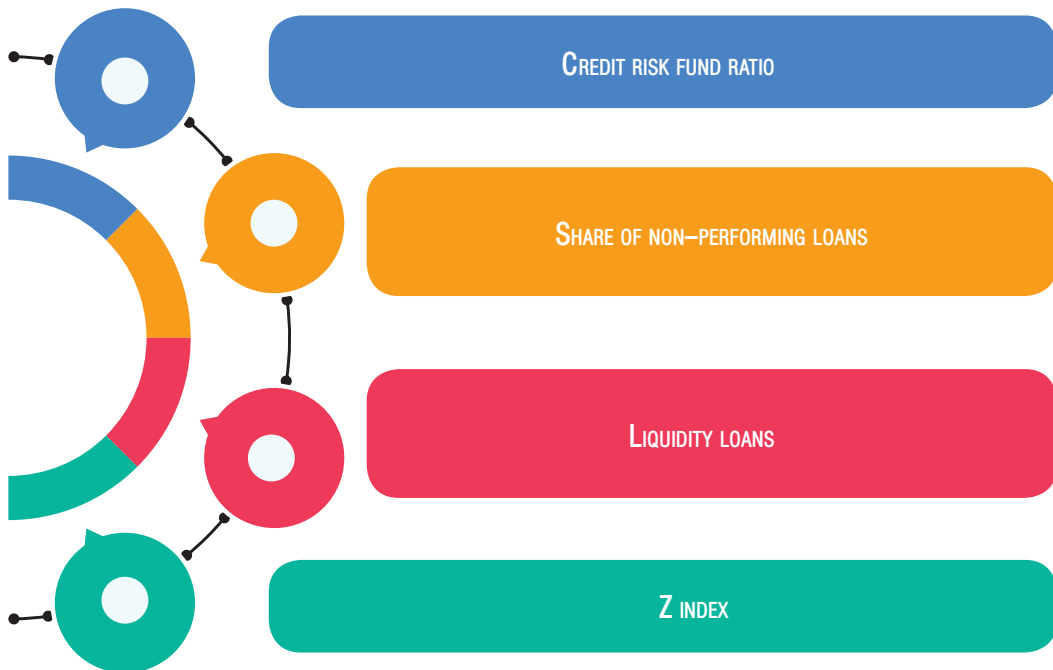 Credit risk fund ratio
Share of non–performing loans
Liquidity loans
Z index